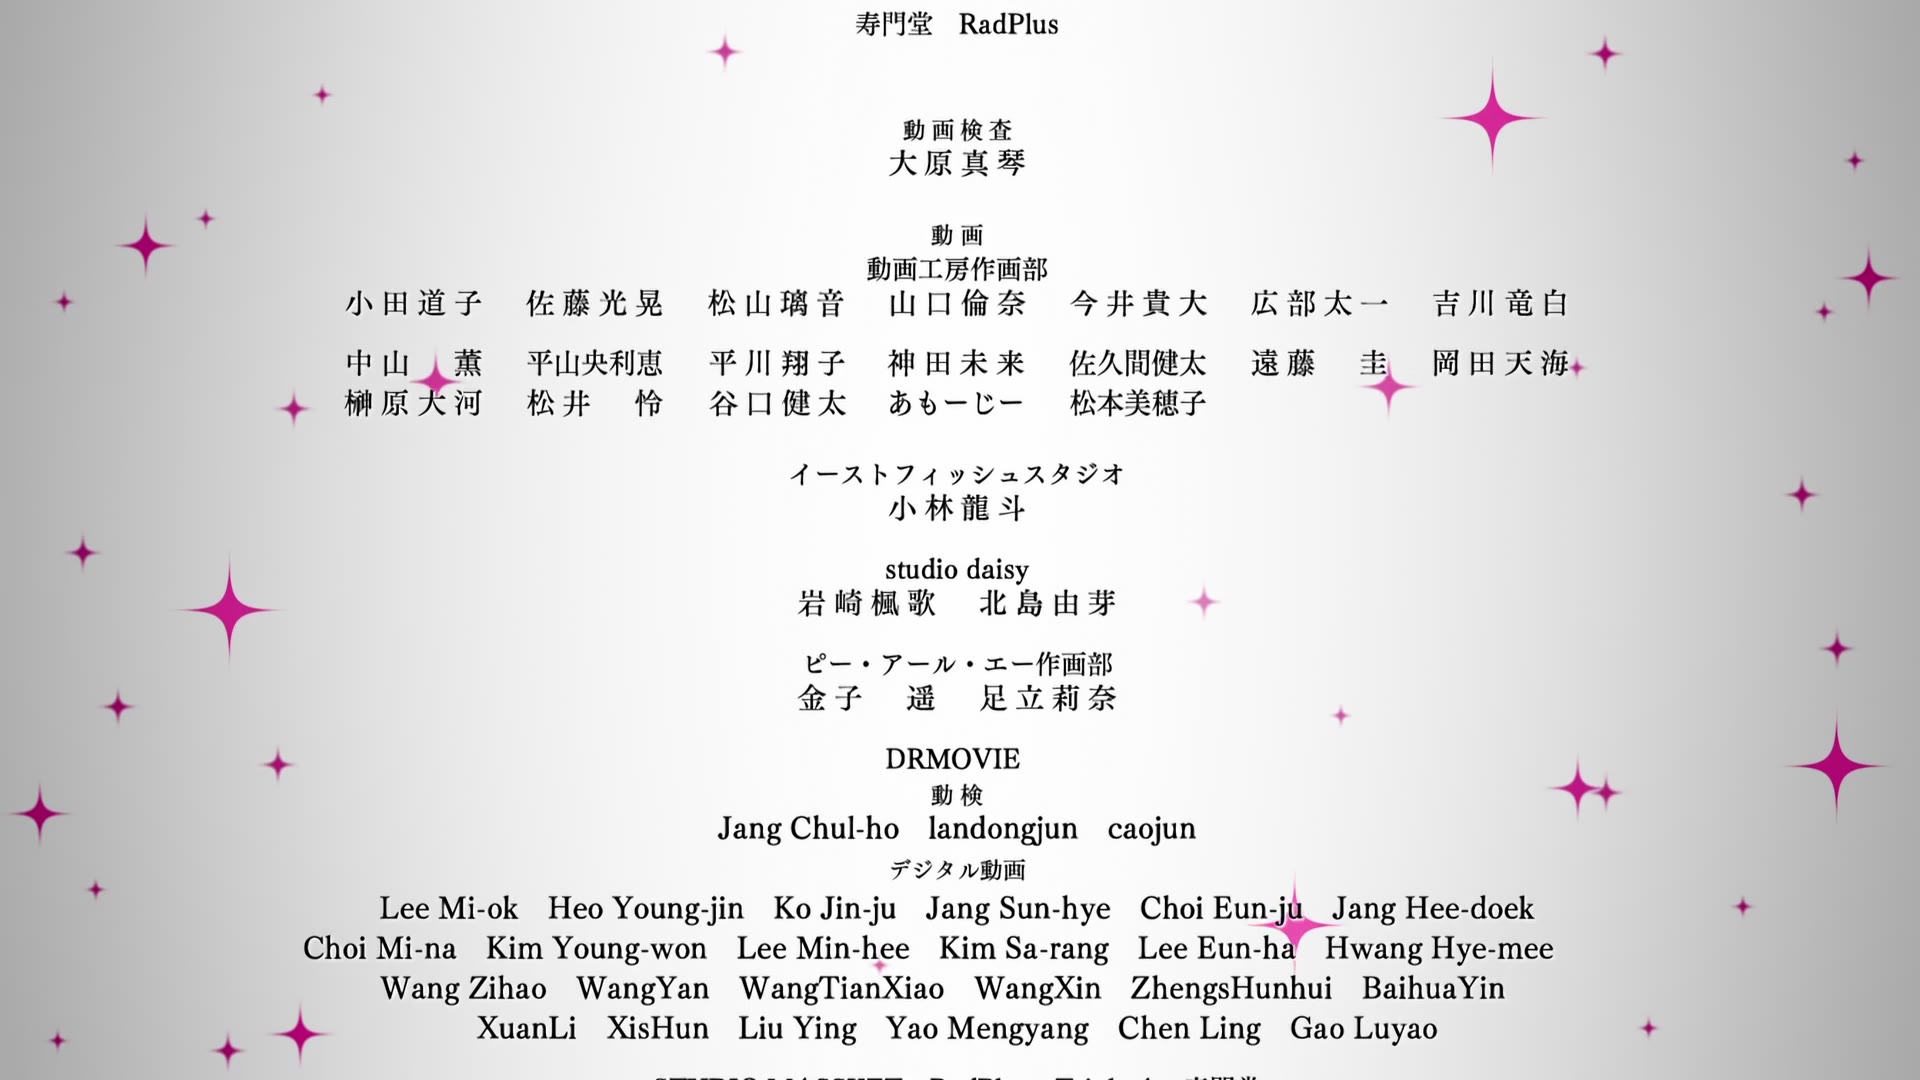 寿門堂　RadPlus
動画検査
大原真琴
動画
動画工房作画部
小田道子　佐藤光晃　松山璃音　山口倫奈　今井貴大　広部太一　吉川竜白
中山　薫　平山央利恵　平川翔子　神田未来　佐久間健太　遠藤　圭　岡田天海
榊原大河　松井　怜　谷口健太　あもーじー　松本美穂子
イーストフィッシュスタジオ
小林龍斗
studio daisy
岩崎楓歌　北島由芽
ピー・アール・エー作画部
金子　遥　足立莉奈
DRMOVIE
動検
Jang Chul-ho　landongjun　caojun
デジタル動画
Lee Mi-ok　Heo Young-jin　Ko Jin-ju　Jang Sun-hye　Choi Eun-ju　Jang Hee-doek
Choi Mi-na　Kim Young-won　Lee Min-hee　Kim Sa-rang　Lee Eun-ha　Hwang Hye-mee
Wang Zihao　WangYan　WangTianXiao　WangXin　ZhengsHunhui　BaihuaYin
XuanLi　XisHun　Liu Ying　Yao Mengyang　Chen Ling　Gao Luyao